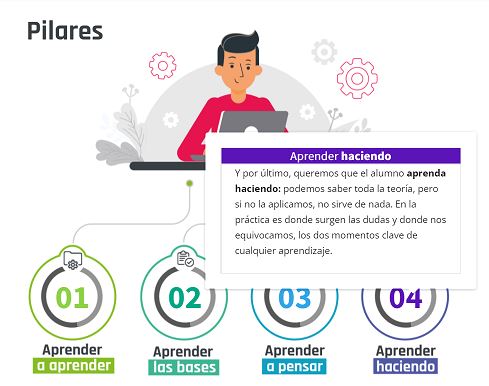 Pilares
Aprender haciendo
Y por último, queremos que el alumno aprenda
haciendo: podemos saber toda la teoría, pero
si no la aplicamos, no sirve de nada. En la
práctica es donde surgen las dudas y donde nos
equivocamos, los dos momentos clave de
cualquier aprendizaje.
01
Aprender
a aprender
02
Aprender
las bases
03
Aprender
a pensar
04
Aprender
haciendo